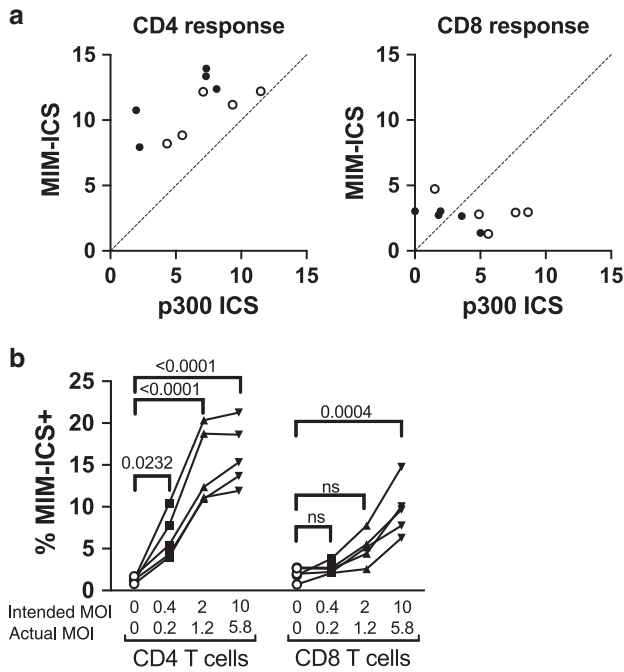 a
CD4 response
CD8 response
MIM-ICS
15
10
5
0
0 5 10 15
p300 ICS
MIM-ICS
15
10
5
0
0 5 10 15
p300 ICS
b
% MIM-ICS+
25
20
15
10
5
0
<0.0001
<0.0001
0.0232
0.0004
ns
ns
Intended MOI 0 0.4 2 10 0 0.4 2 10
Actual MOI 0 0.2 1.2 5.8 0 0.2 1.2 5.8
CD4 T cells CD8 T cells